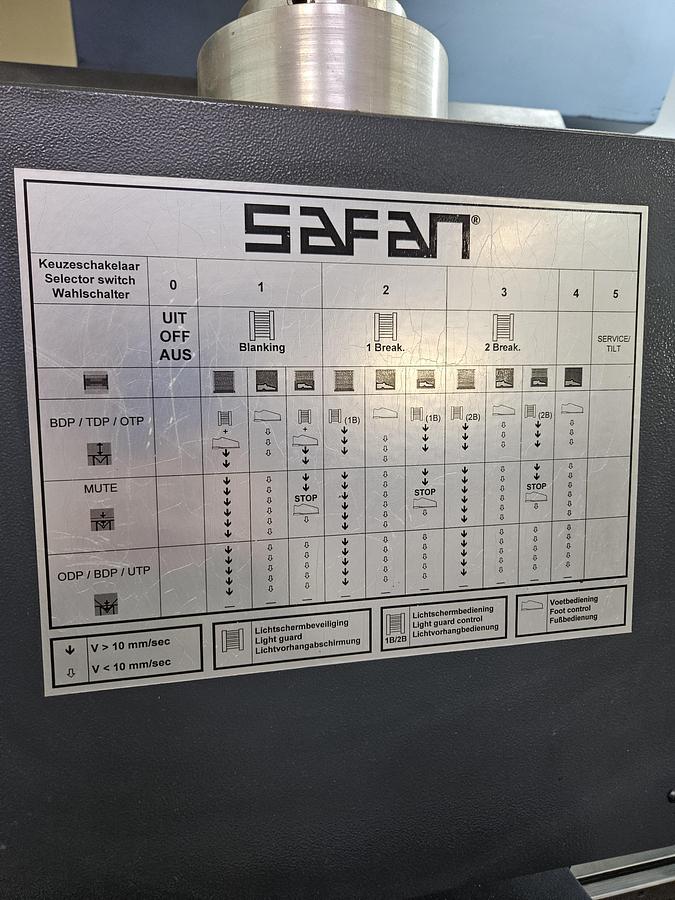 SAFAN®
Keuzeschakelaar
Selector switch
Wahlschalter
0
1
2
3
4
5
UIT
OFF
AUS
Blanking
1 Break.
2 Break.
SERVICE/
TILT
BDP / TDP / OTP
+
+
(1B)
(1B)
(2B)
(2B)
MUTE
STOP
STOP
STOP
ODP / BDP / UTP
V > 10 mm/sec
V < 10 mm/sec
Lichtschermbeveiliging
Light guard
Lichtvorhangabschirmung
1B/2B
Lichtschermbediening
Light guard control
Lichtvorhangbedienung
Voetbediening
Foot control
Fußbedienung